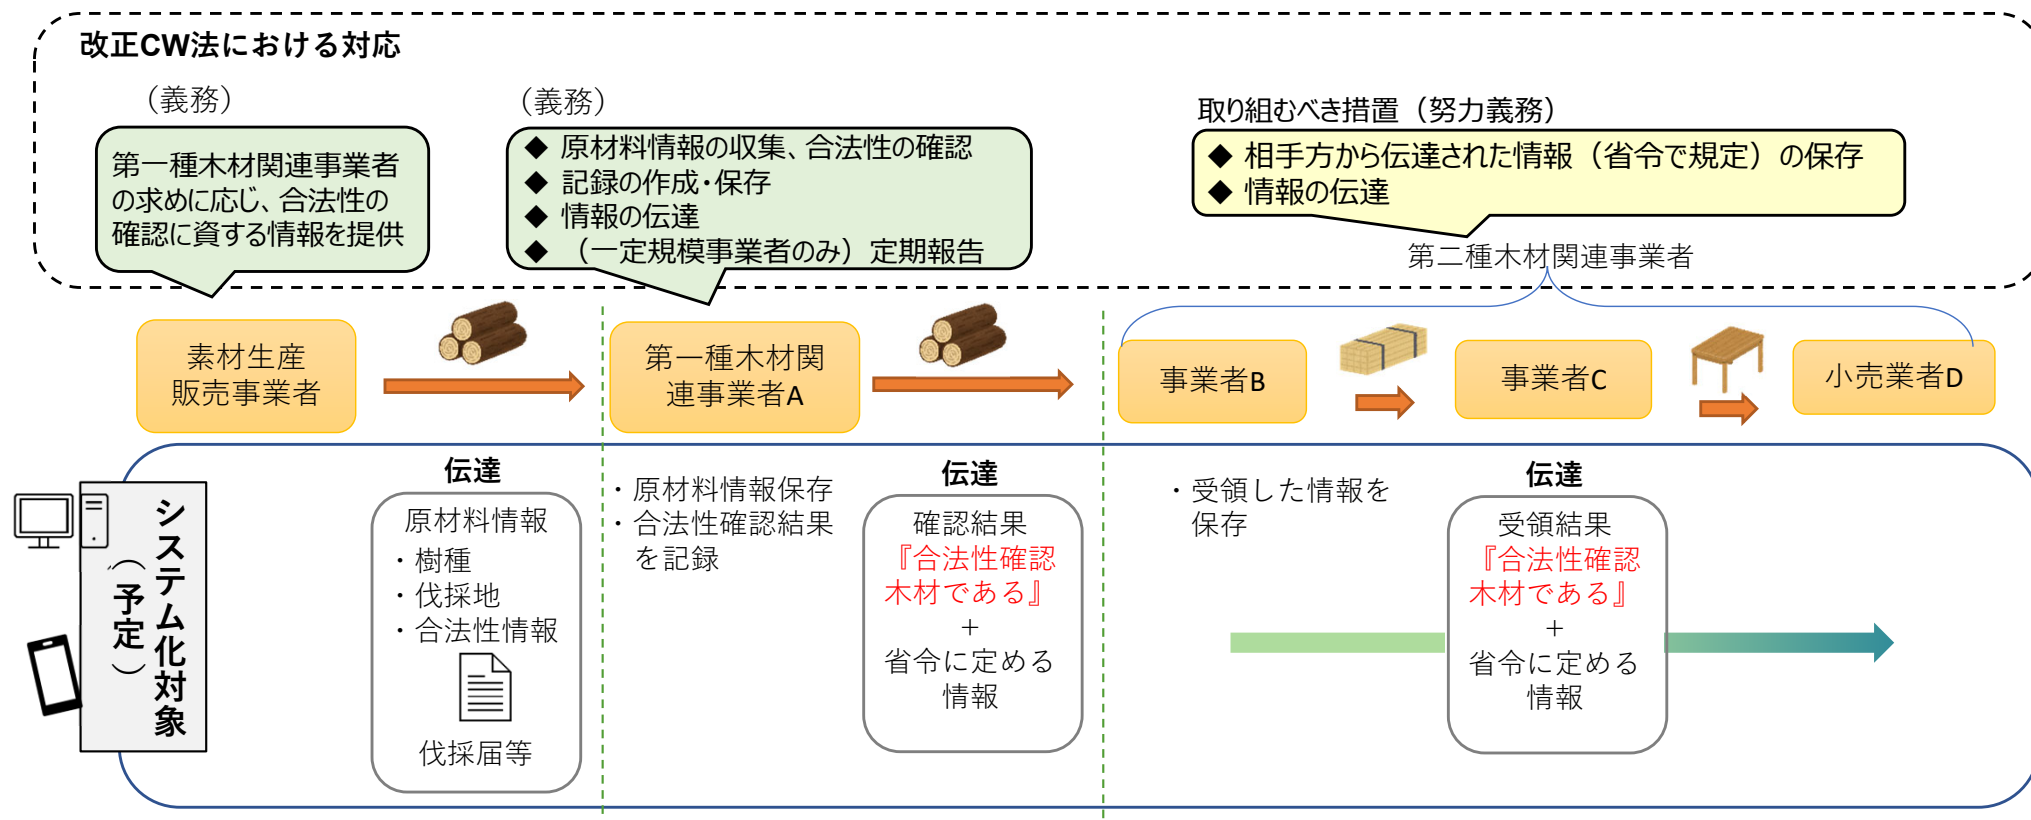 改正CW法における対応
（義務）
第一種木材関連事業者
の求めに応じ、合法性の
確認に資する情報を提供
（義務）
◆ 原材料情報の収集、合法性の確認
◆ 記録の作成・保存
◆ 情報の伝達
◆ （一定規模事業者のみ）定期報告
取り組むべき措置（努力義務）
◆ 相手方から伝達された情報（省令で規定）の保存
◆ 情報の伝達
第二種木材関連事業者
素材生産
販売事業者
第一種木材関
連事業者A
事業者B
事業者C
小売業者D
システム化対象
（予定）
伝達
原材料情報
・樹種
・伐採地
・合法性情報
伐採届等
・原材料情報保存
・合法性確認結果
を記録
伝達
確認結果
『合法性確認
木材である』
+
省令に定める
情報
・受領した情報を
保存
伝達
受領結果
『合法性確認
木材である』
+
省令に定める
情報